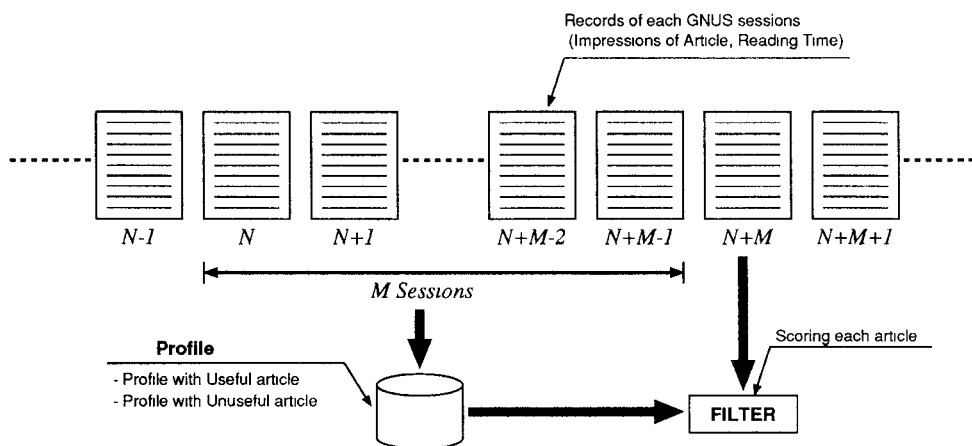 Records of each GNUS sessions
(Impressions of Article, Reading Time)
N-1 N N+1 N+M-2 N+M-1 N+M N+M+1
M Sessions
Profile
- Profile with Useful article
- Profile with Unuseful article
Scoring each article
FILTER